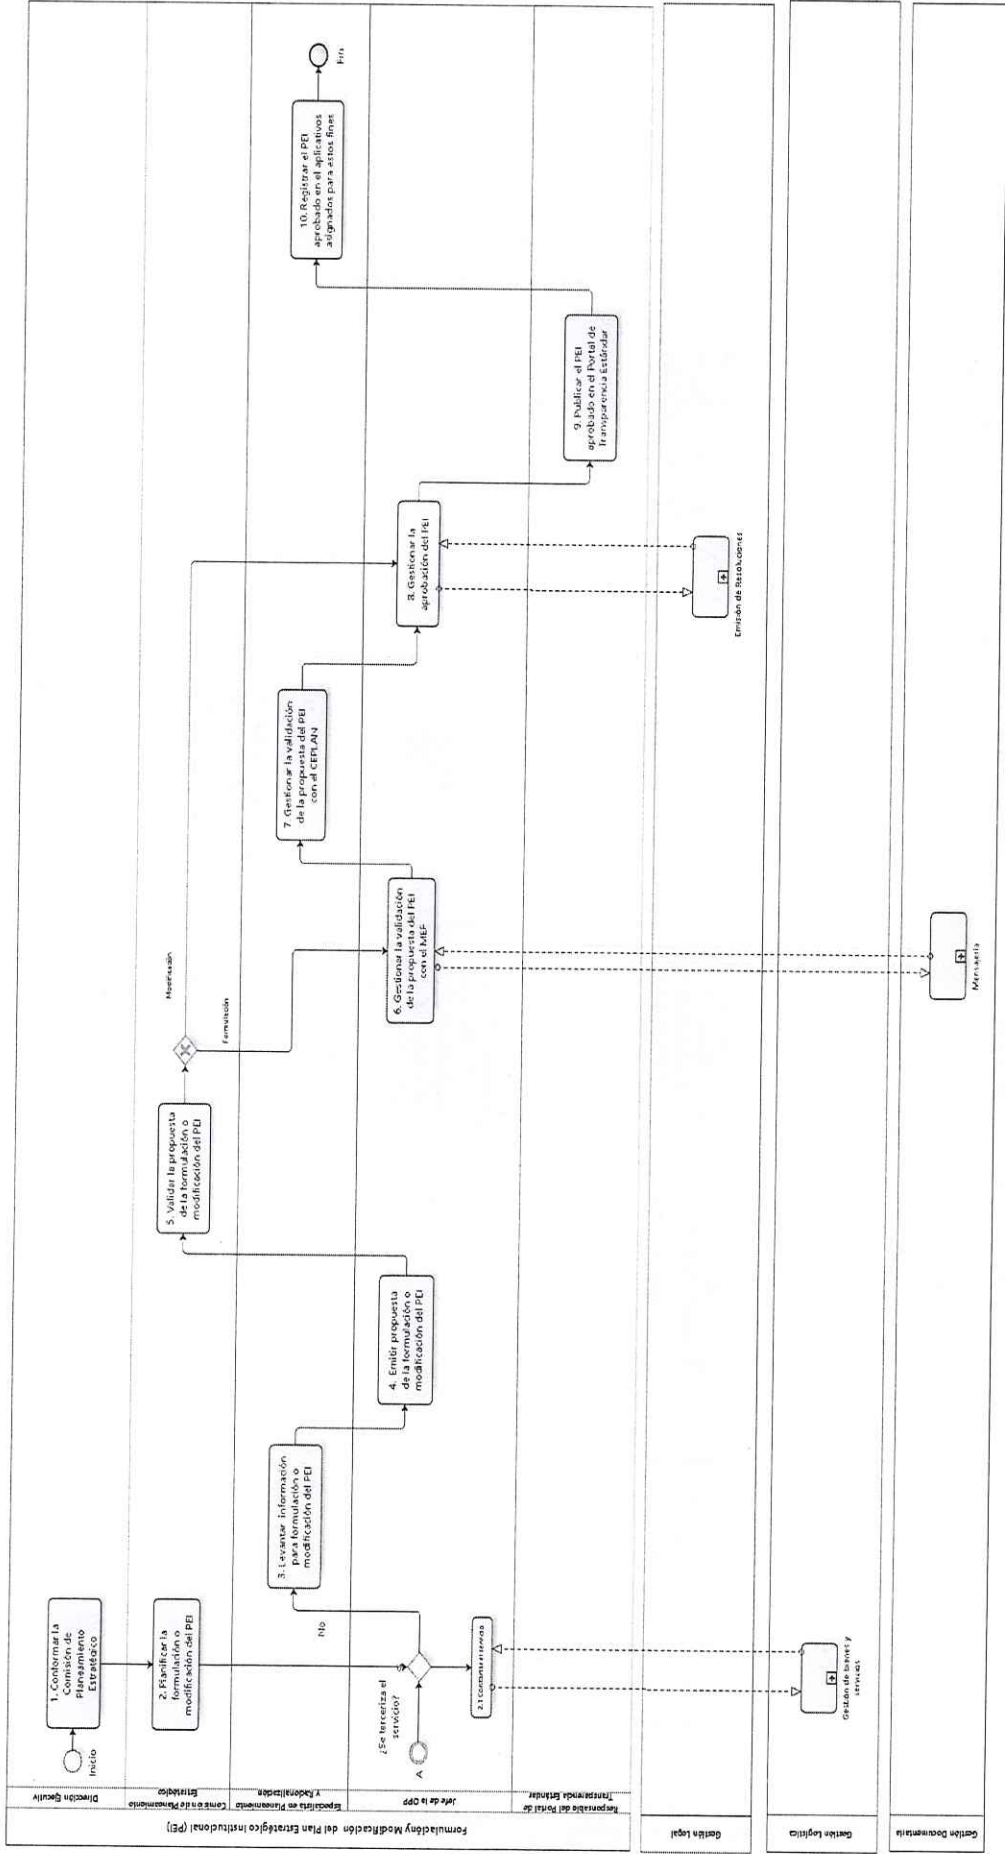 Formulación y Modificación del Plan Estratégico Institucional (PEI)
Dirección Ejecutiv
Comisión de Planeamiento
Estratégico
Especialista en Planeamiento
y Racionalización
Jefe de la OPP
Responsable del Portal de
Transparencia Estándar
Gestión Legal
Gestión Logística
Gestión Documentaria
Inicio
1. Conformar la
Comisión de
Planeamiento
Estratégico
2. Planificar la
formulación o
modificación del PEI
A
¿Se terceriza el
servicio?
No
2.1
Gestión de bienes y
servicios
3. Levantar información
para formulación o
modificación del PEI
4. Emitir propuesta
de la formulación o
modificación del PEI
5. Validar la propuesta
de la formulación o
modificación del PEI
Modificación
Formulación
6. Gestionar la validación
de la propuesta del PEI
con el MEF
Mensajería
7. Gestionar la validación
de la propuesta del PEI
con el CEPLAN
8. Gestionar la
aprobación del PEI
Emisión de Resoluciones
9. Publicar el PEI
aprobado en el Portal de
Transparencia Estándar
10. Registrar el PEI
aprobado en el aplicativos
asignados para estos fines
Fin